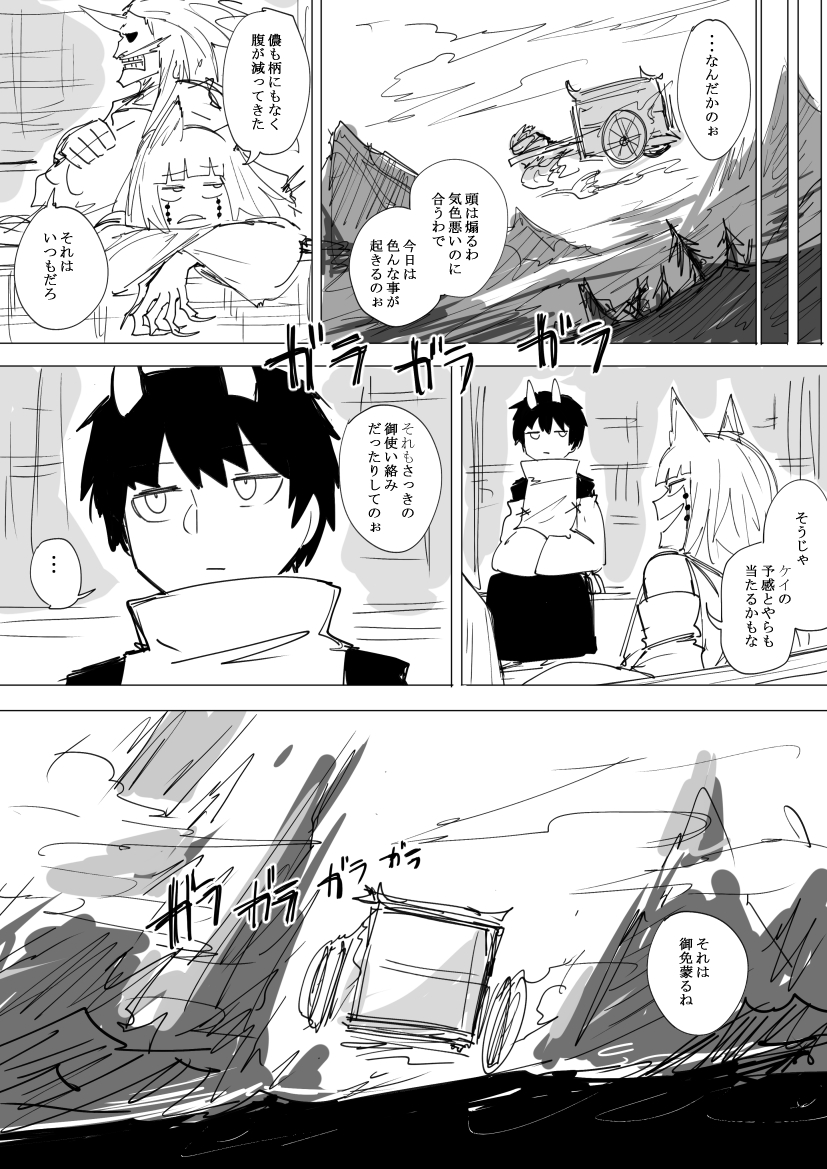 ・・・なんだかのぉ
頭は煽るわ
気色悪いのに
合うわで
今日は
色んな事が
起きるのぉ
儂も柄にもなく
腹が減ってきた
それは
いつもだろ
ガラ
ガラ
ガラ
そうじゃ
ケイの
予感とやらも
当たるかもな
それもさっきの
御使い絡み
だったりしてのぉ
・・・
ガラ
ガラ
ガラ
ガラ
それは
御免蒙るね